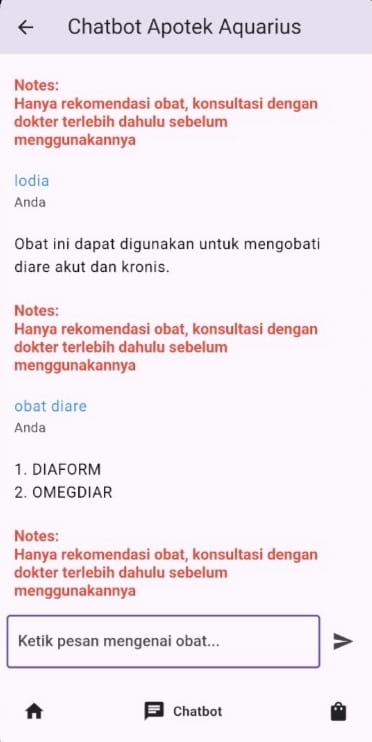 Chatbot Apotek Aquarius
Notes:
Hanya rekomendasi obat, konsultasi dengan
dokter terlebih dahulu sebelum
menggunakannya
lodia
Anda
Obat ini dapat digunakan untuk mengobati
diare akut dan kronis.
Notes:
Hanya rekomendasi obat, konsultasi dengan
dokter terlebih dahulu sebelum
menggunakannya
obat diare
Anda
1. DIAFORM
2. OMEGDIAR
Notes:
Hanya rekomendasi obat, konsultasi dengan
dokter terlebih dahulu sebelum
menggunakannya
Ketik pesan mengenai obat...
Chatbot